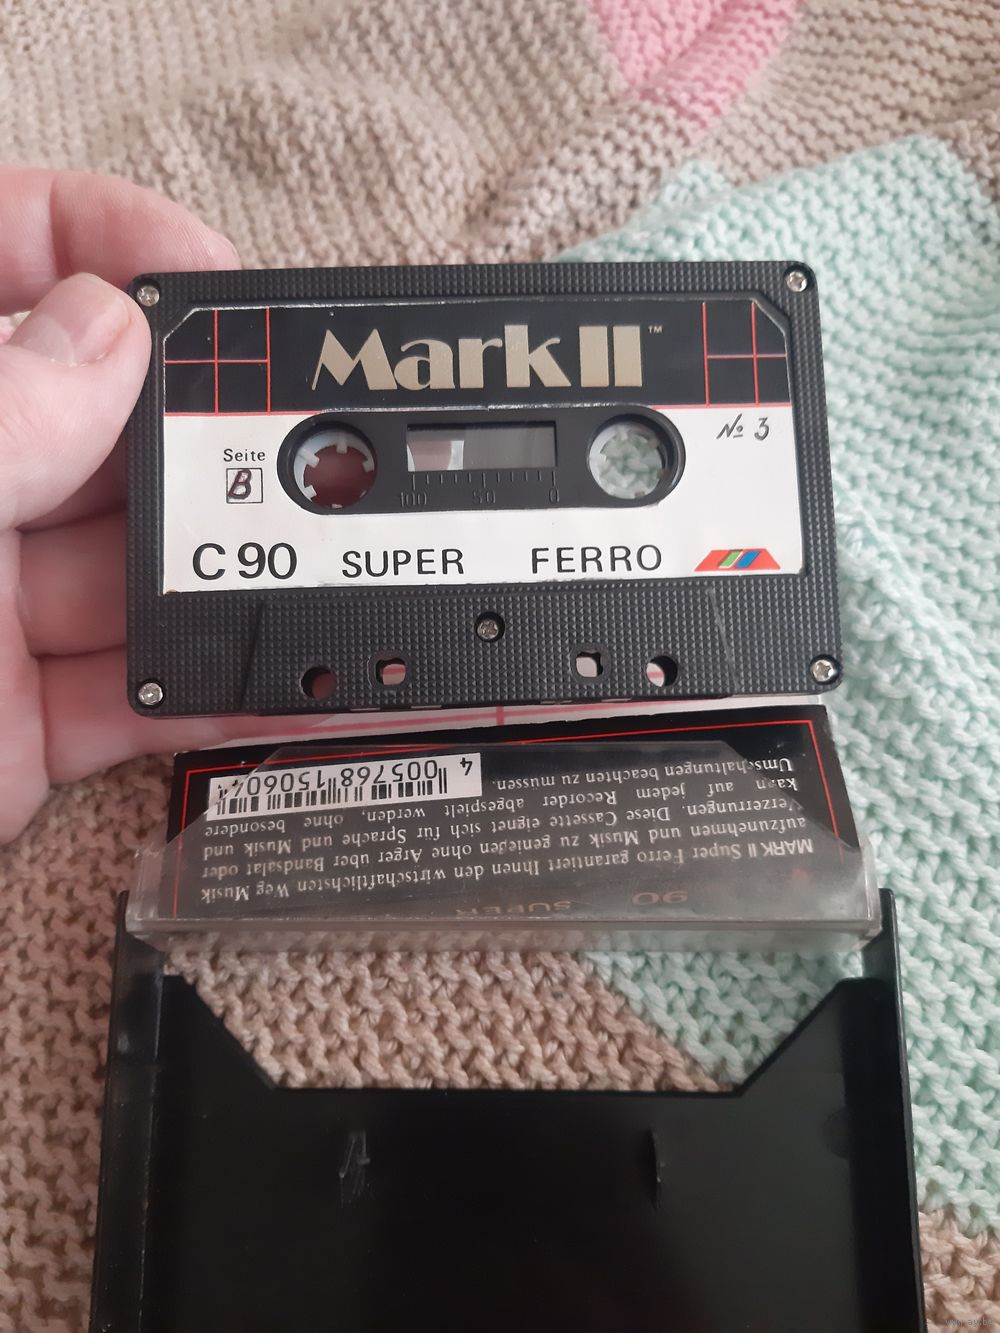 Mark II™
№ 3
Seite
B
100 50 0
C 90 SUPER FERRO
90 SUPER
MARK II Super Ferro garantiert Ihnen den wirtschaftlichsten Weg Musik
aufzunehmen und Musik zu genießen ohne Ärger über Bandsalat oder
Verzerrungen. Diese Cassette eignet sich für Sprache und Musik und
kann auf jedem Recorder abgespielt werden, ohne besondere
Umschaltungen beachten zu müssen.
4 005768 150604